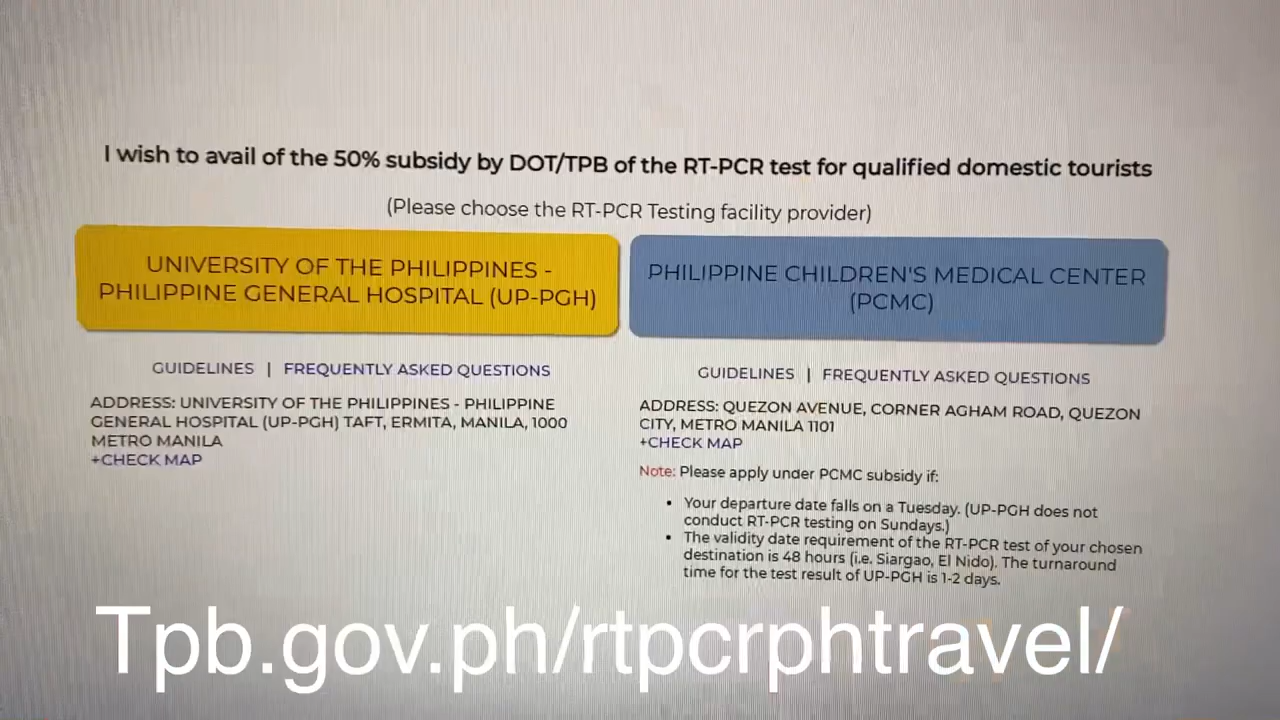 I wish to avail of the 50% subsidy by DOT/TPB of the RT-PCR test for qualified domestic tourists
(Please choose the RT-PCR Testing facility provider)
UNIVERSITY OF THE PHILIPPINES -
PHILIPPINE GENERAL HOSPITAL (UP-PGH)
GUIDELINES | FREQUENTLY ASKED QUESTIONS
ADDRESS: UNIVERSITY OF THE PHILIPPINES - PHILIPPINE
GENERAL HOSPITAL (UP-PGH) TAFT, ERMITA, MANILA, 1000
METRO MANILA
+CHECK MAP
PHILIPPINE CHILDREN'S MEDICAL CENTER
(PCMC)
GUIDELINES | FREQUENTLY ASKED QUESTIONS
ADDRESS: QUEZON AVENUE, CORNER AGHAM ROAD, QUEZON
CITY, METRO MANILA 1101
+CHECK MAP
Note: Please apply under PCMC subsidy if:
• Your departure date falls on a Tuesday. (UP-PGH does not
conduct RT-PCR testing on Sundays.)
• The validity date requirement of the RT-PCR test of your chosen
destination is 48 hours (i.e. Siargao, El Nido). The turnaround
time for the test result of UP-PGH is 1-2 days.
Tpb.gov.ph/rtpcrphtravel/